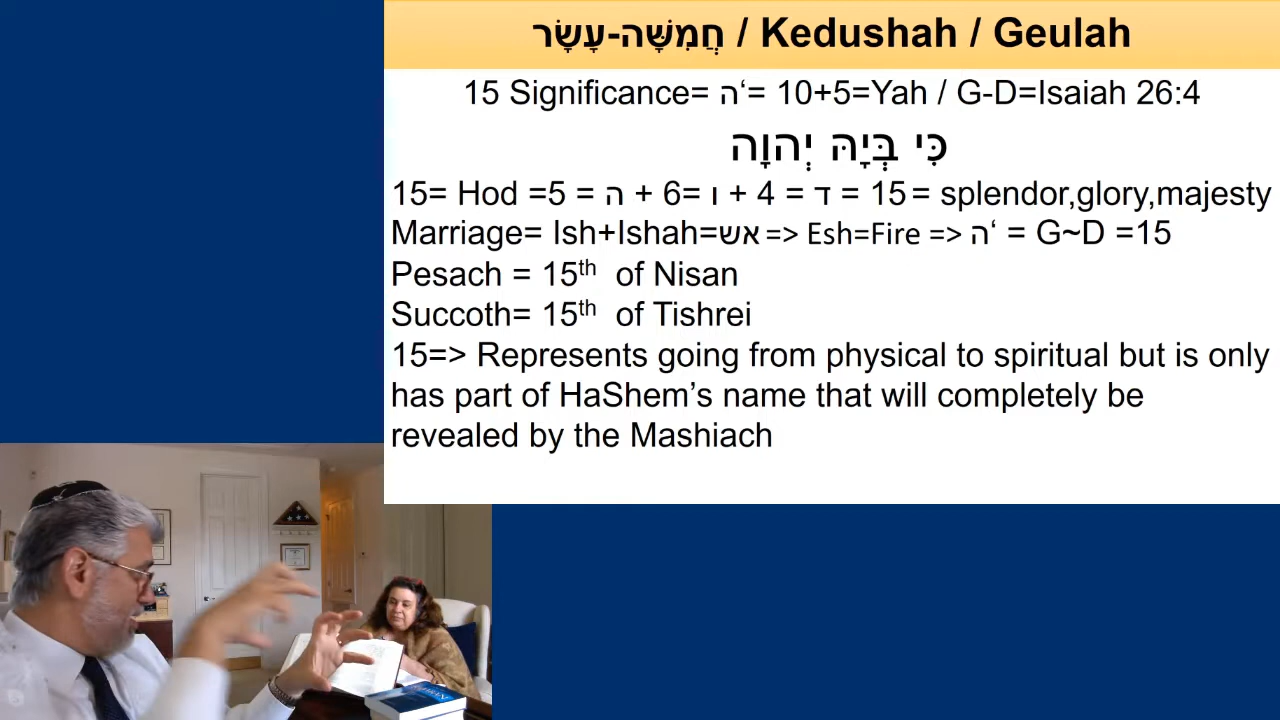 חֲמִשָּׁה-עָשָׂר / Kedushah / Geulah
15 Significance= ה‘= 10+5=Yah / G-D=Isaiah 26:4
כִּי בְּיָהּ יְהוָה
15= Hod =5 = ה + 6= ו + 4 = ד = 15= splendor,glory,majesty
Marriage= Ish+Ishah=אש=> Esh=Fire => ה‘ = G~D =15
Pesach = 15th of Nisan
Succoth= 15th of Tishrei
15=> Represents going from physical to spiritual but is only
has part of HaShem’s name that will completely be
revealed by the Mashiach